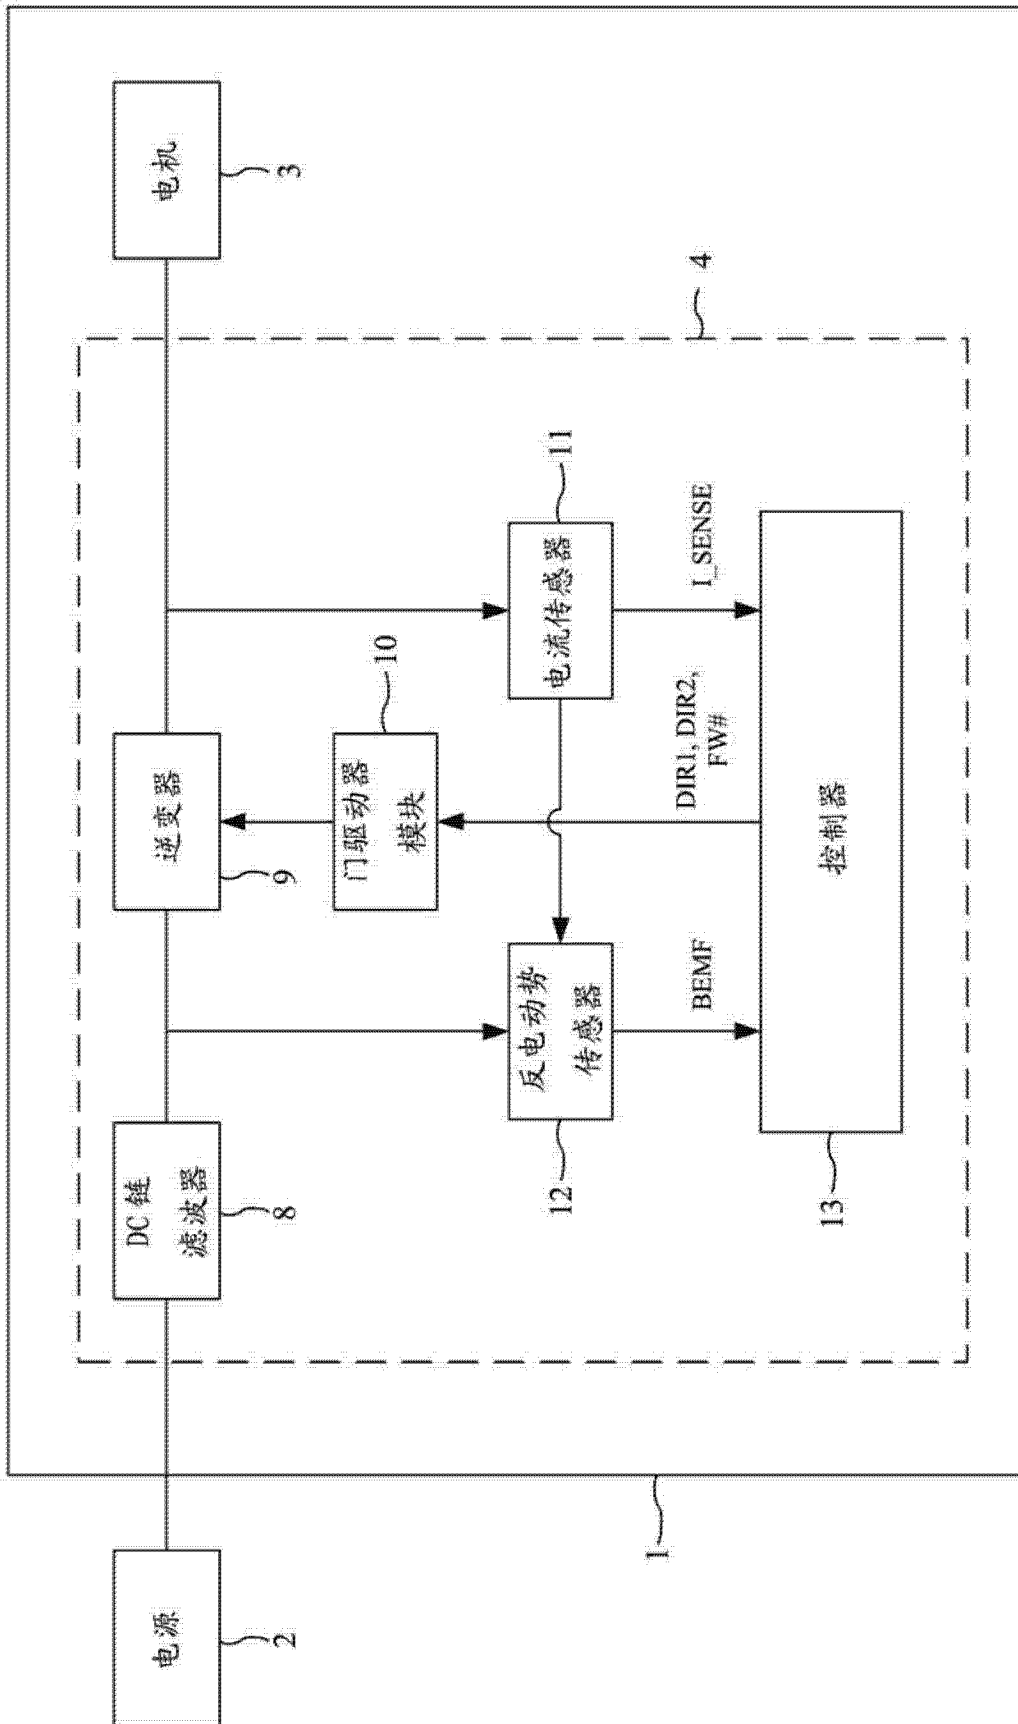 电源
2
1
DC链
滤波器
8
逆变器
9
电机
3
4
门驱动器
模块
10
反电动势
传感器
12
电流传感器
11
BEMF
DIR1, DIR2,
FW#
I_SENSE
控制器
13